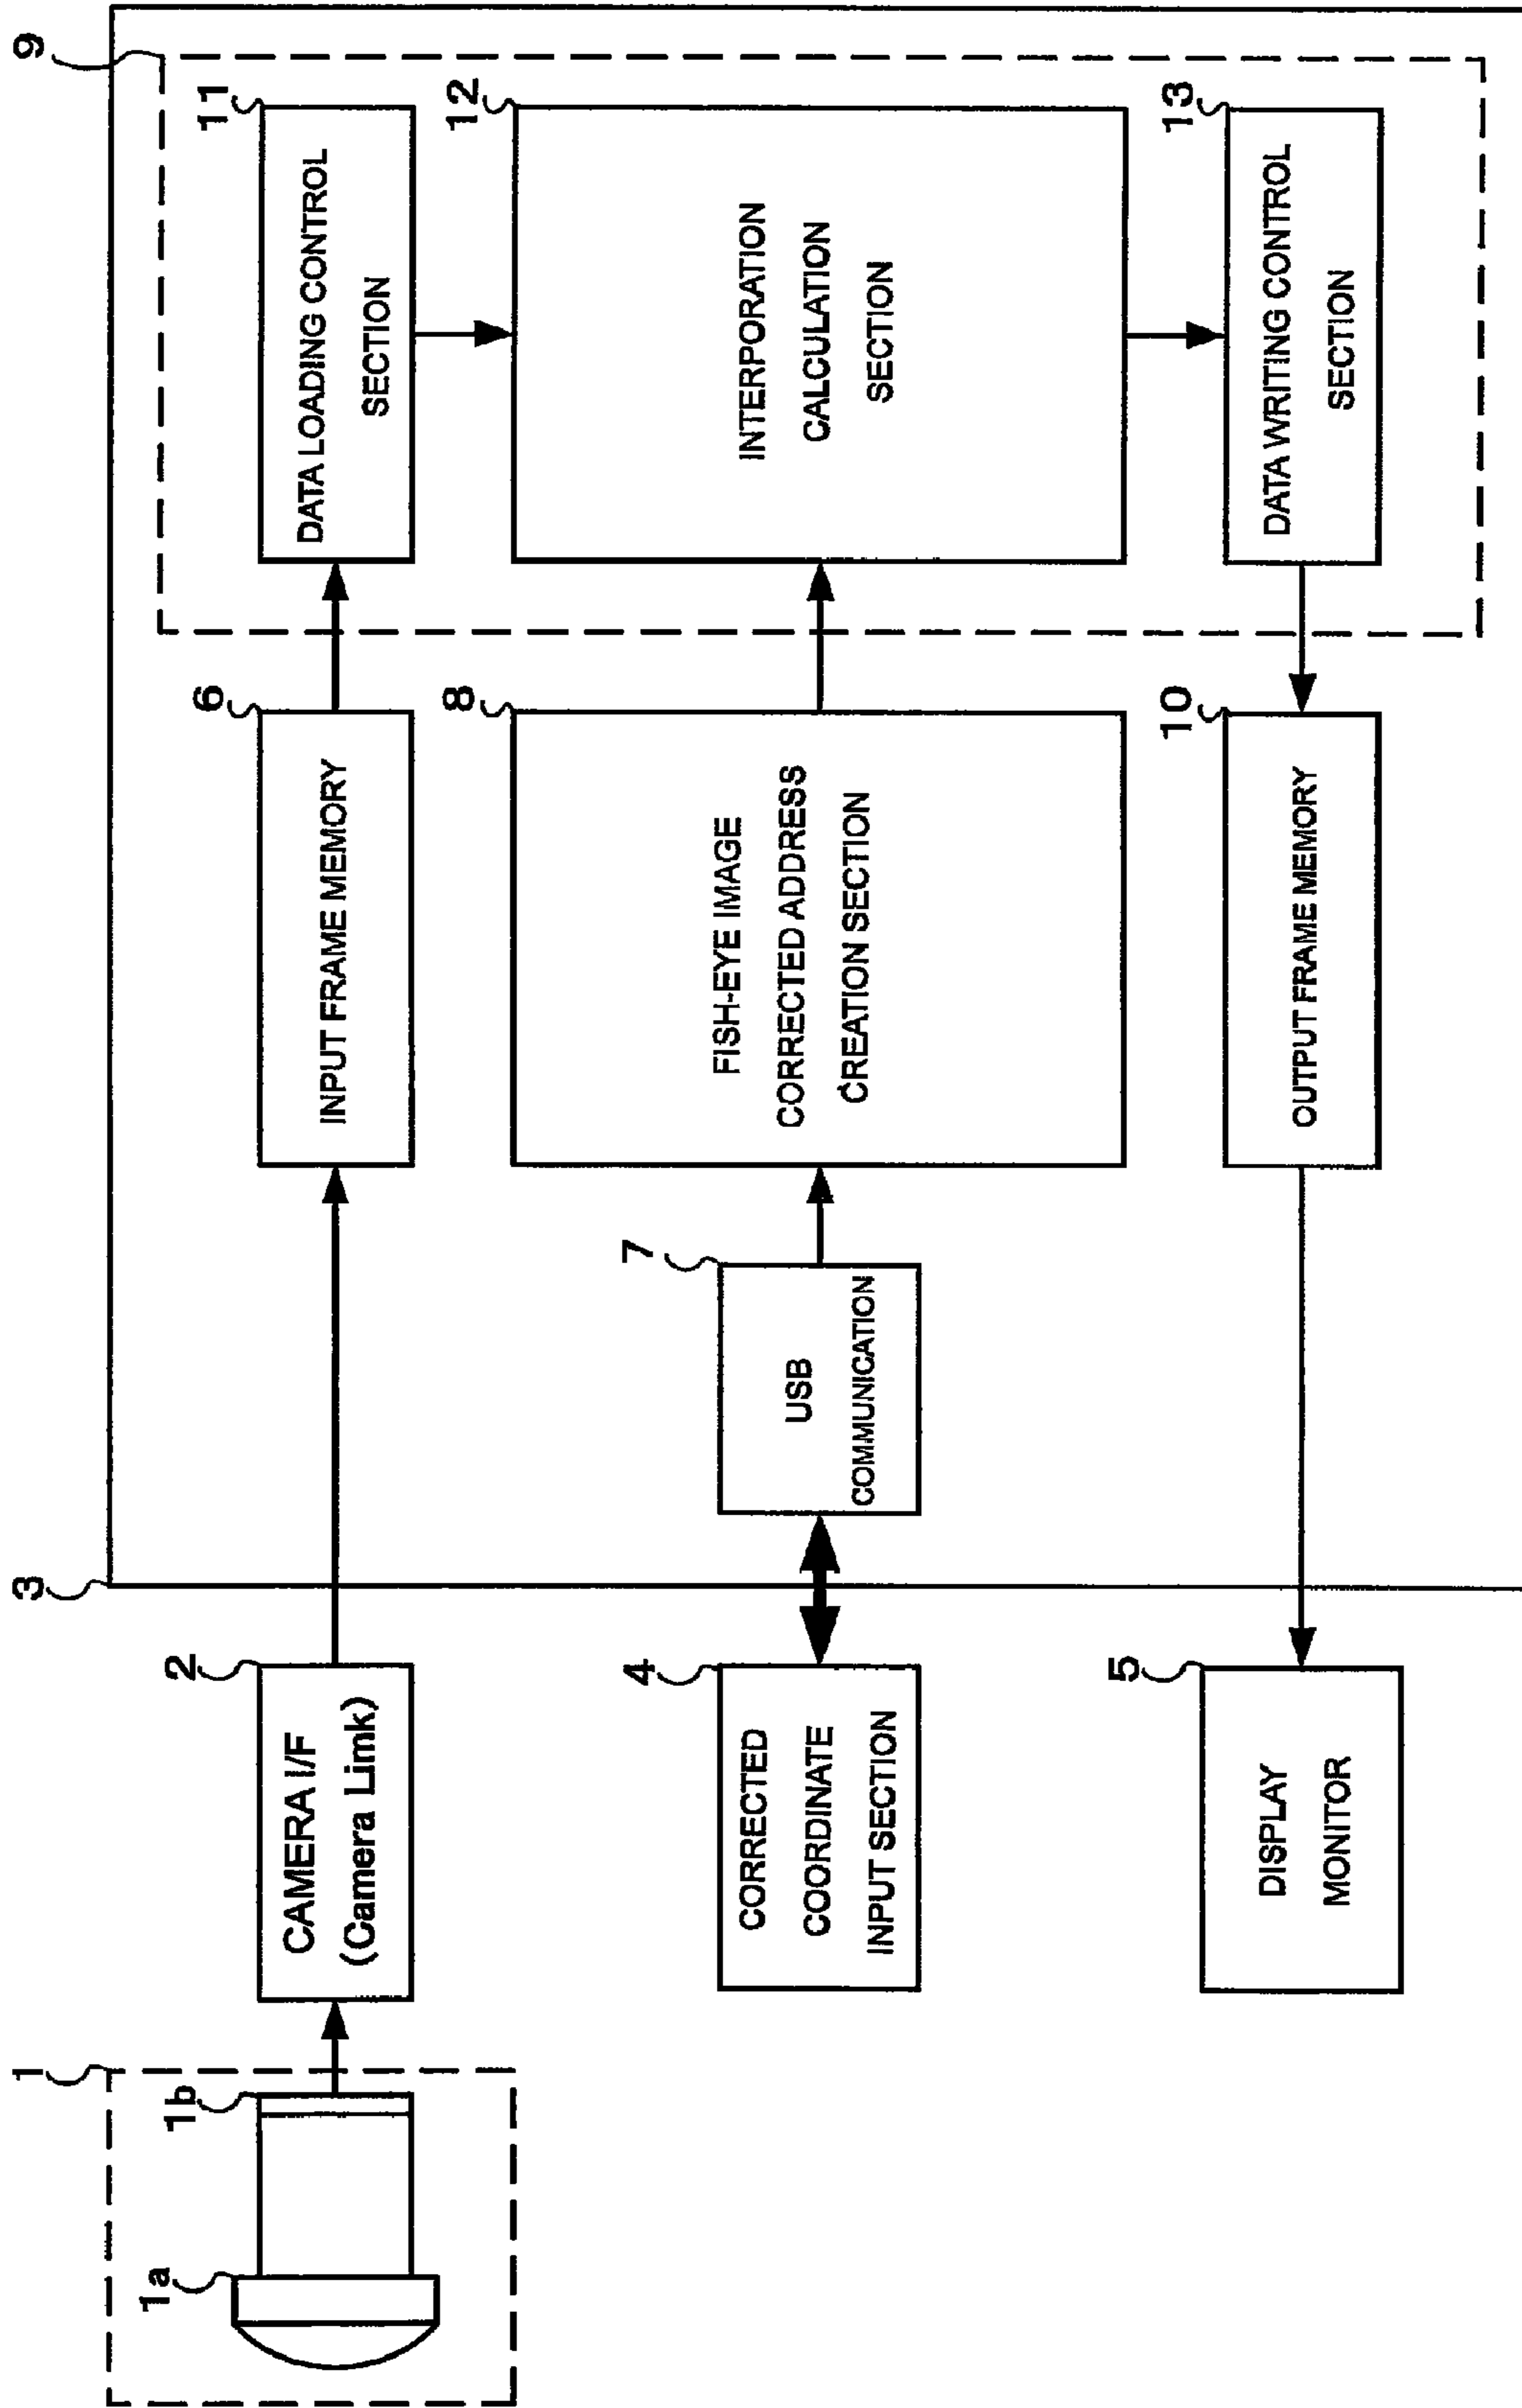 1
3
9
1a
1b
2
6
11
CAMERA I/F
(Camera Limk)
INPUT FRAME MEMORY
DATA LOADING CONTROL
SECTION
4
7
8
12
CORRECTED
COORDINATE
INPUT SECTION
USB
COMMUNICATION
FISH-EYE IMAGE
CORRECTED ADDRESS
CREATION SECTION
INTERPORATION
CALCULATION
SECTION
5
10
13
DISPLAY
MONITOR
OUTPUT FRAME MEMORY
DATA WRITING CONTROL
SECTION